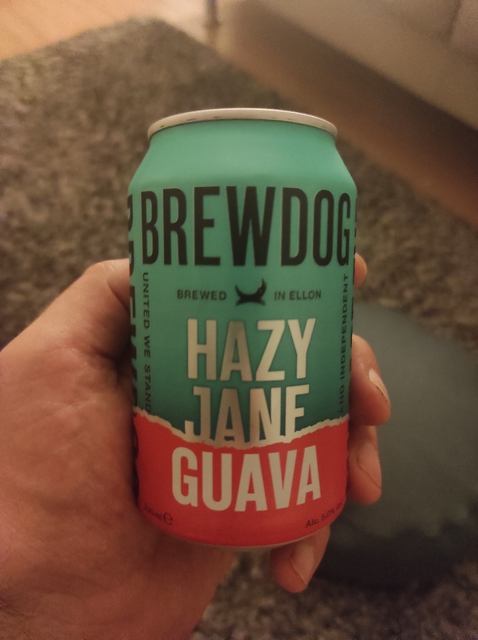 BREWDOG
BREWED IN ELLON
UNITED WE STAND
INDEPENDENT
HAZY
JANE
GUAVA